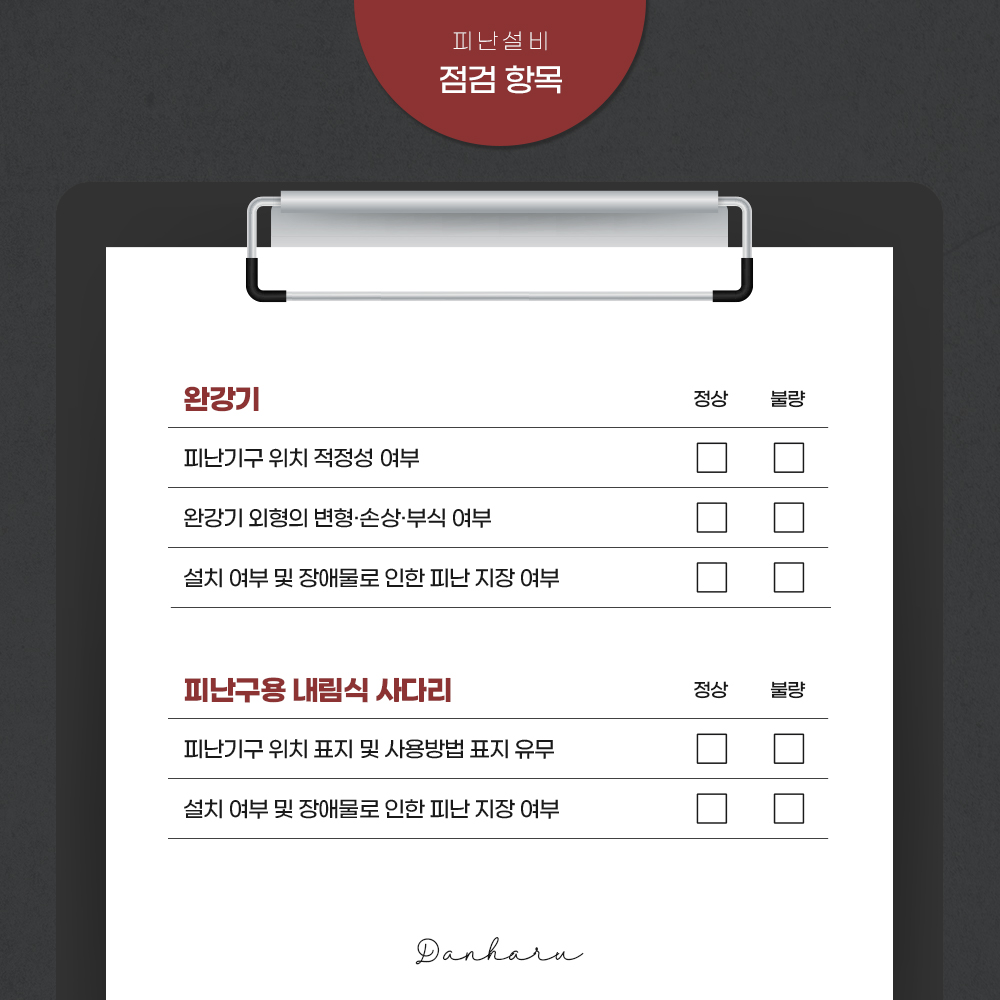 피난설비
점검 항목
완강기 정상 불량
피난기구 위치 적정성 여부
완강기 외형의 변형·손상·부식 여부
설치 여부 및 장애물로 인한 피난 지장 여부
피난구용 내림식 사다리 정상 불량
피난기구 위치 표지 및 사용방법 표지 유무
설치 여부 및 장애물로 인한 피난 지장 여부
Danharu